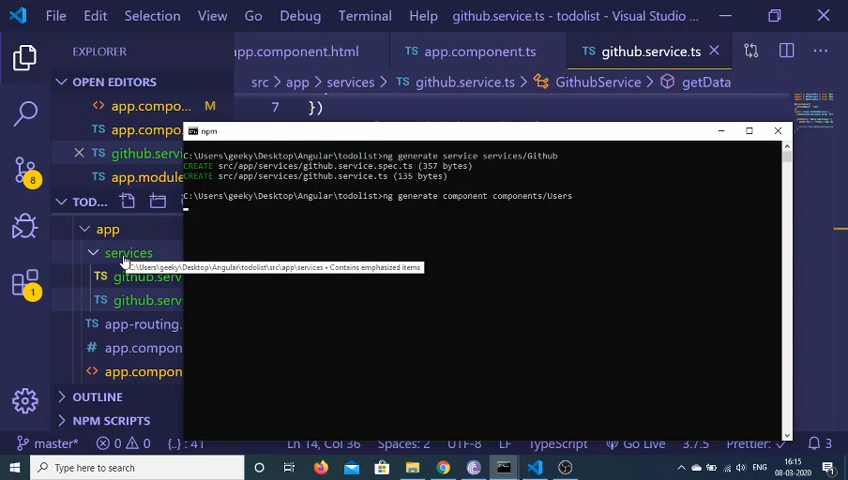 File Edit Selection View Go Debug Terminal Help github.service.ts - todolist - Visual Studio ...
EXPLORER
app.component.html
TS app.component.ts
TS github.service.ts
OPEN EDITORS
src > app > services > TS github.service.ts > GithubService > getData
<> app.compo... M
7 })
TS app.compo...
TS github.servi
TS app.module
npm
C:\Users\geeky\Desktop\Angular\todolist>ng generate service services/Github
CREATE src/app/services/github.service.spec.ts (357 bytes)
CREATE src/app/services/github.service.ts (135 bytes)
C:\Users\geeky\Desktop\Angular\todolist>ng generate component components/Users
TOD
app
services
C:\Users\geeky\Desktop\Angular\todolist\src\app\services • Contains emphasized items
TS github.serv
TS github.serv
TS app-routing.
# app.compon
<> app.compon
OUTLINE
NPM SCRIPTS
8
1
master* 0 0 {..} : 41 Ln 14, Col 36 Spaces: 2 UTF-8 LF TypeScript Go Live 3.7.5 Prettier: 3
Type here to search
ENG
16:15
08-03-2020
1